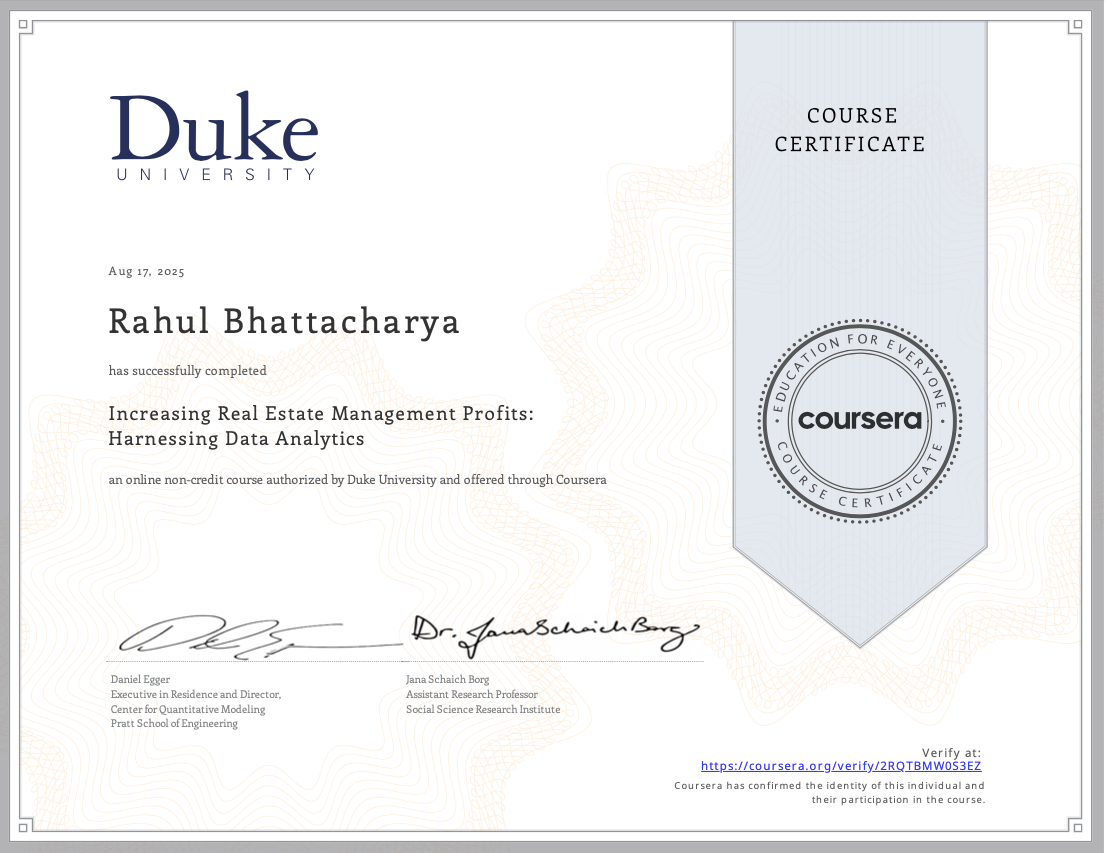 Duke
UNIVERSITY
COURSE
CERTIFICATE
Aug 17, 2025
Rahul Bhattacharya
has successfully completed
Increasing Real Estate Management Profits:
Harnessing Data Analytics
an online non-credit course authorized by Duke University and offered through Coursera
EDUCATION FOR EVERYONE
coursera
COURSE CERTIFICATE
Dr. Jana Schaich Borg
Daniel Egger
Executive in Residence and Director,
Center for Quantitative Modeling
Pratt School of Engineering
Jana Schaich Borg
Assistant Research Professor
Social Science Research Institute
Verify at:
https://coursera.org/verify/2RQTBMW0S3EZ
Coursera has confirmed the identity of this individual and
their participation in the course.